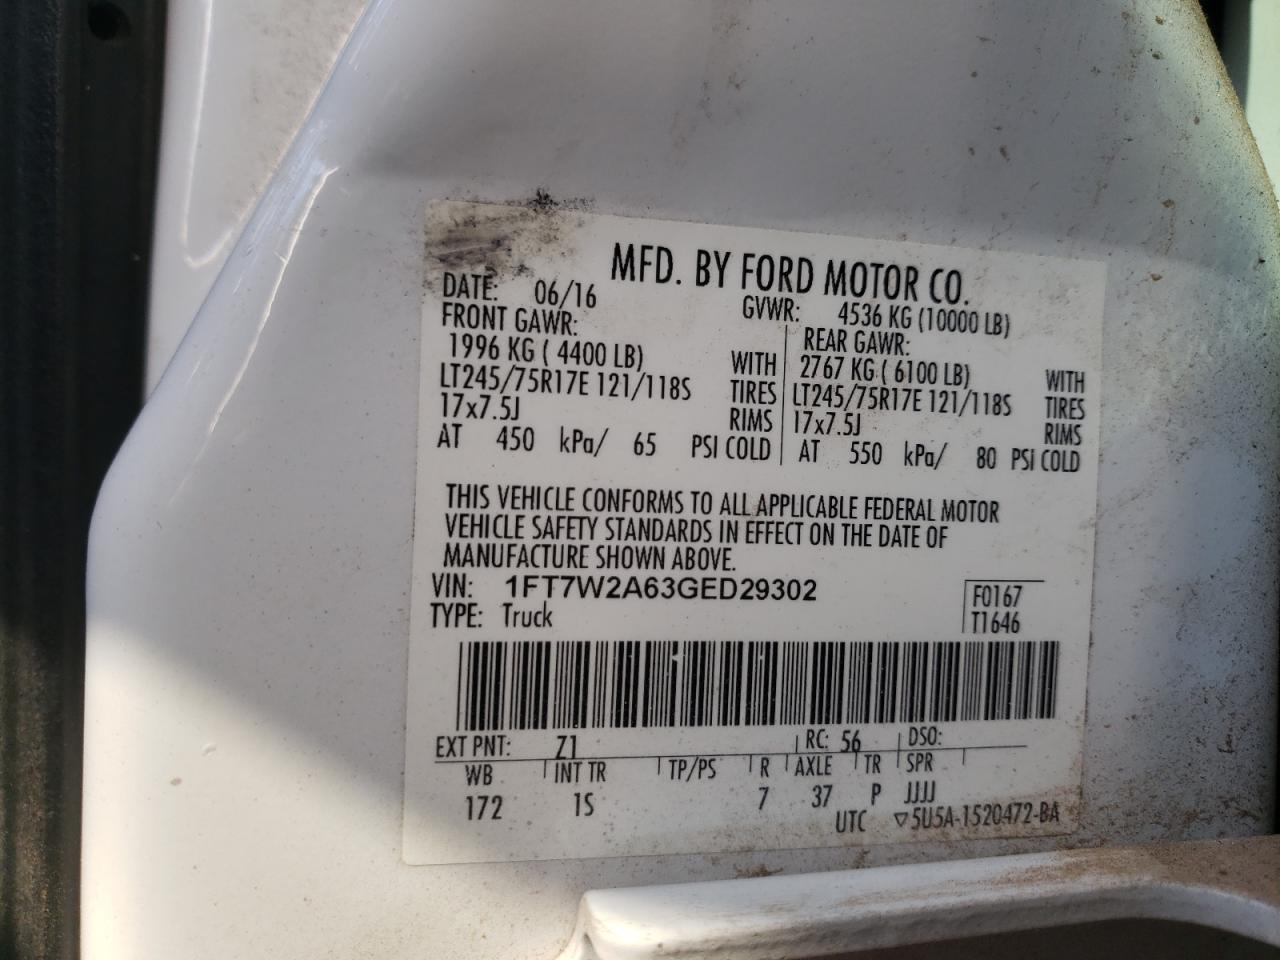 MFD. BY FORD MOTOR CO.
DATE: 06/16 GVWR: 4536 KG (10000 LB)
FRONT GAWR: REAR GAWR:
1996 KG ( 4400 LB) WITH 2767 KG ( 6100 LB) WITH
LT245/75R17E 121/118S TIRES LT245/75R17E 121/118S TIRES
17x7.5J RIMS 17x7.5J RIMS
AT 450 kPa/ 65 PSI COLD AT 550 kPa/ 80 PSI COLD
THIS VEHICLE CONFORMS TO ALL APPLICABLE FEDERAL MOTOR
VEHICLE SAFETY STANDARDS IN EFFECT ON THE DATE OF
MANUFACTURE SHOWN ABOVE.
VIN: 1FT7W2A63GED29302 F0167
TYPE: Truck T1646
EXT PNT: Z1 RC: 56 DSO:
WB INT TR TP/PS R AXLE TR SPR
172 1S 7 37 P JJJJ
UTC ▽5U5A-1520472-BA